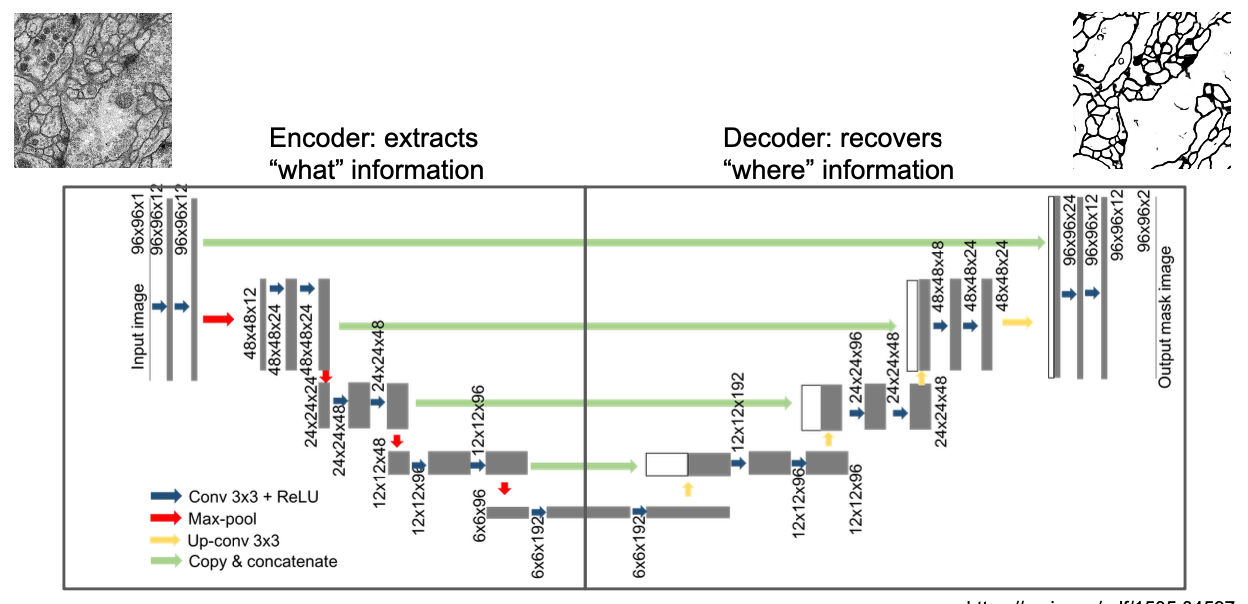 Encoder: extracts
“what” information
Decoder: recovers
“where” information
Input image
96x96x1
96x96x12
96x96x12
48x48x12
48x48x24
48x48x24
24x24x24
24x24x48
24x24x48
12x12x48
12x12x96
12x12x96
6x6x96
6x6x192
6x6x192
12x12x192
12x12x96
12x12x96
24x24x96
24x24x48
24x24x48
48x48x48
48x48x24
48x48x24
96x96x24
96x96x12
96x96x12
96x96x2
Output mask image
Conv 3x3 + ReLU
Max-pool
Up-conv 3x3
Copy & concatenate